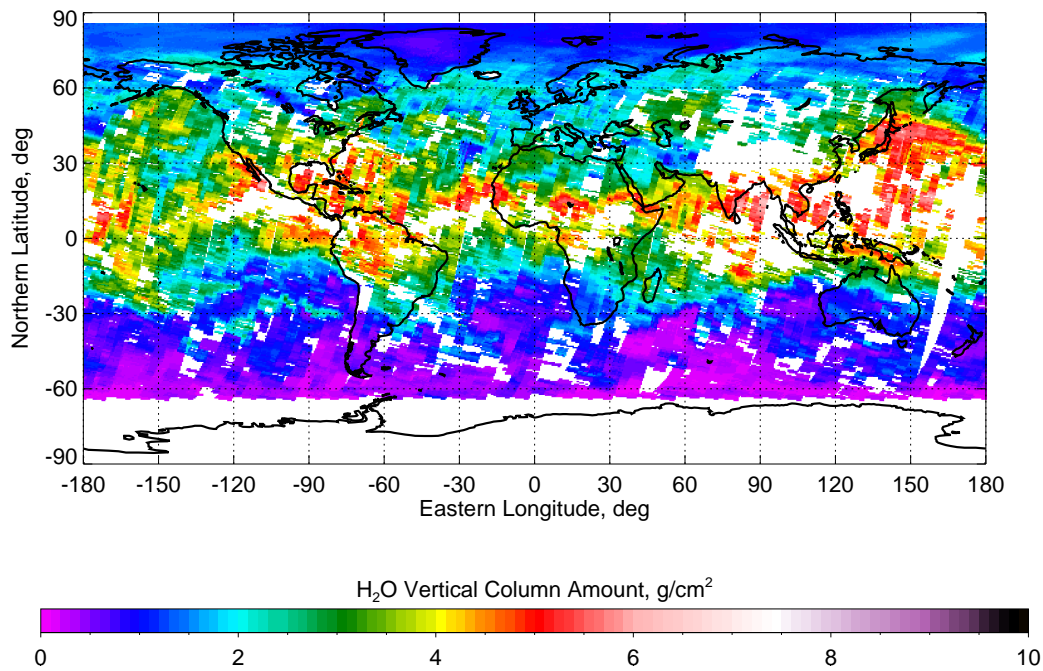 90
60
30
0
-30
-60
-90
Northern Latitude, deg
-180 -150 -120 -90 -60 -30 0 30 60 90 120 150 180
Eastern Longitude, deg
H₂O Vertical Column Amount, g/cm²
0 2 4 6 8 10